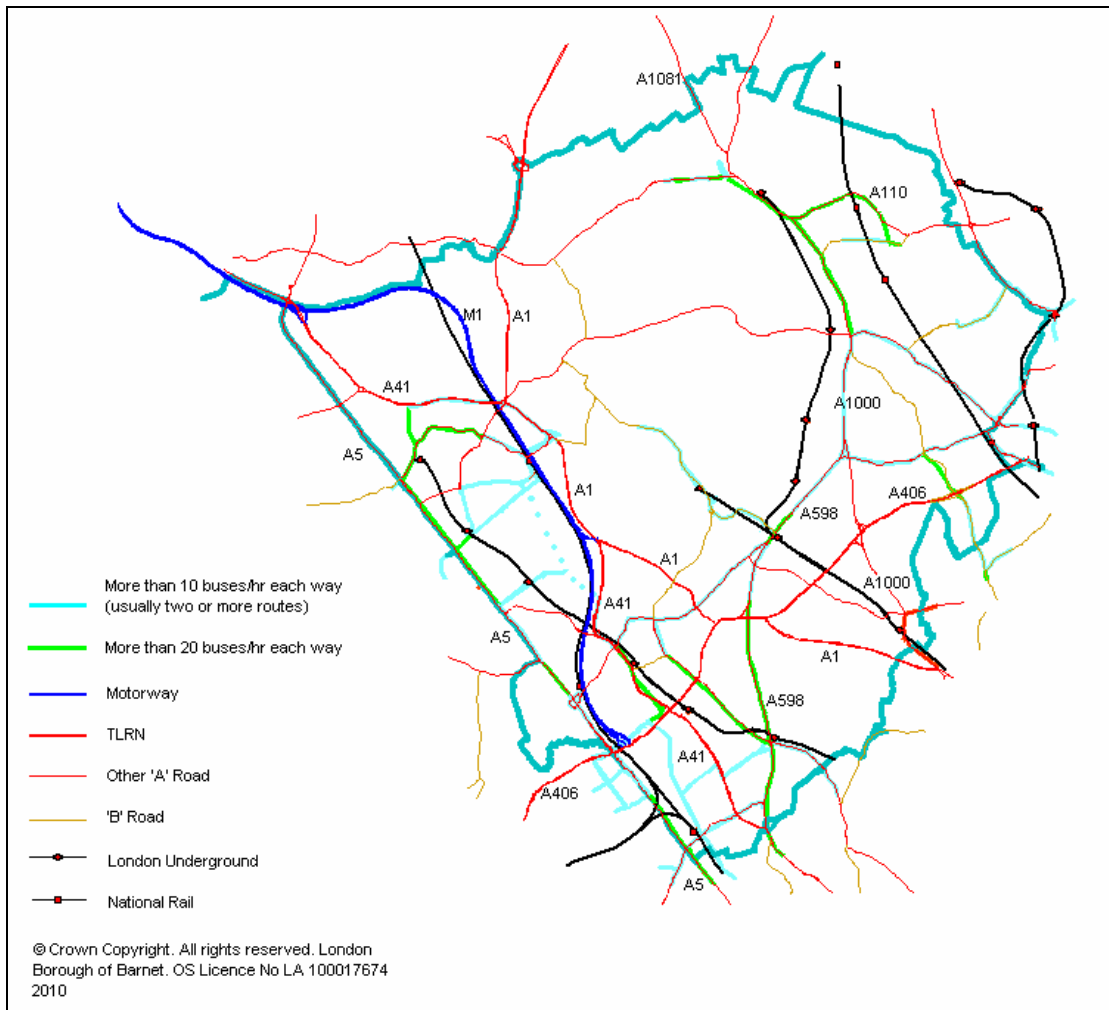 A1081
A110
M1
A1
A41
A1000
A5
A406
A1
A598
A1
A1000
A41
A5
A1
A598
A41
A406
A5
More than 10 buses/hr each way
(usually two or more routes)
More than 20 buses/hr each way
Motorway
TLRN
Other 'A' Road
'B' Road
London Underground
National Rail
© Crown Copyright. All rights reserved. London
Borough of Barnet. OS Licence No LA 100017674
2010